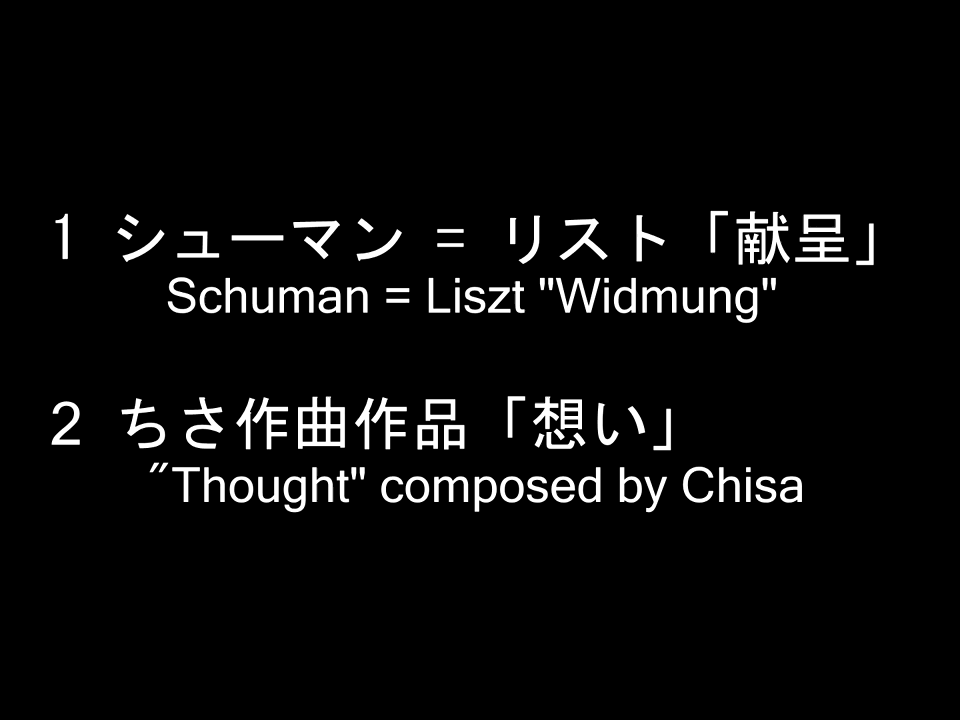 1 シューマン = リスト「献呈」
Schuman = Liszt "Widmung"
2 ちさ作曲作品「想い」
″Thought" composed by Chisa